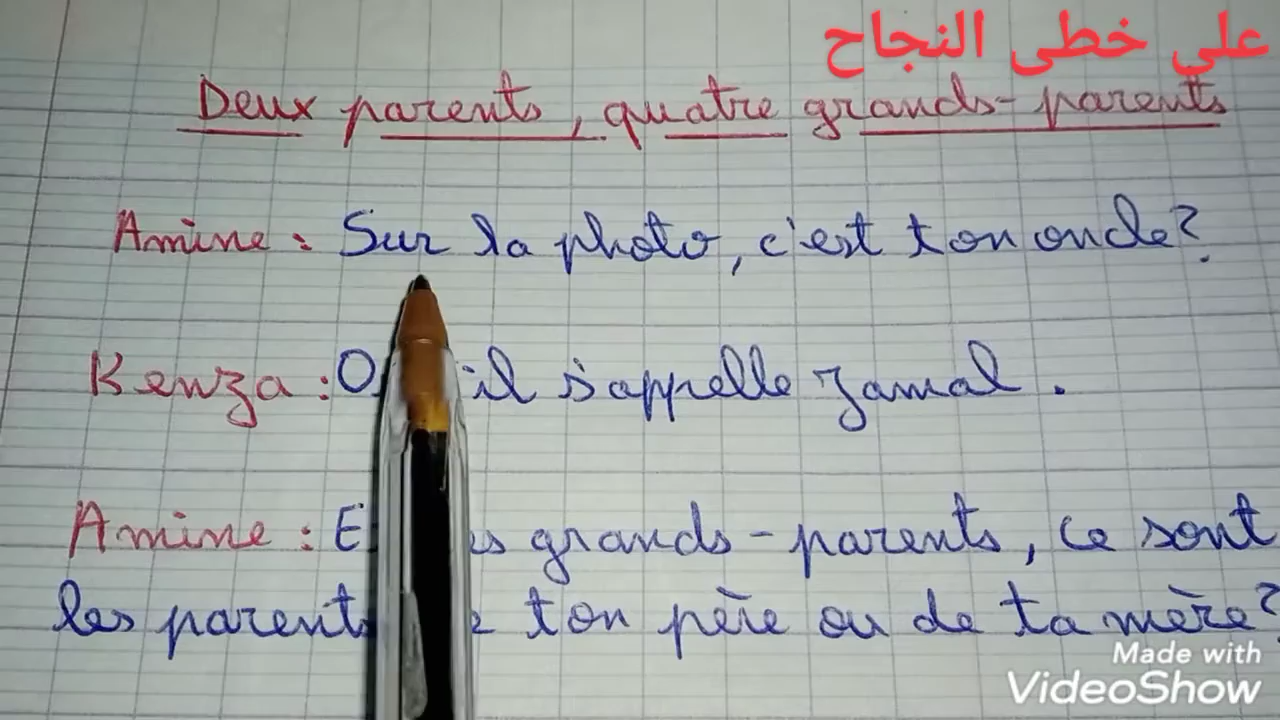 علي خطى النجاح
Deux parents, quatre grands-parents
Amine : Sur la photo, c'est ton oncle ?
Kenza : il s'appelle Jamal .
Amine : grands-parents, ce sont
les parents ton père ou de ta mère ?
Made with
VideoShow